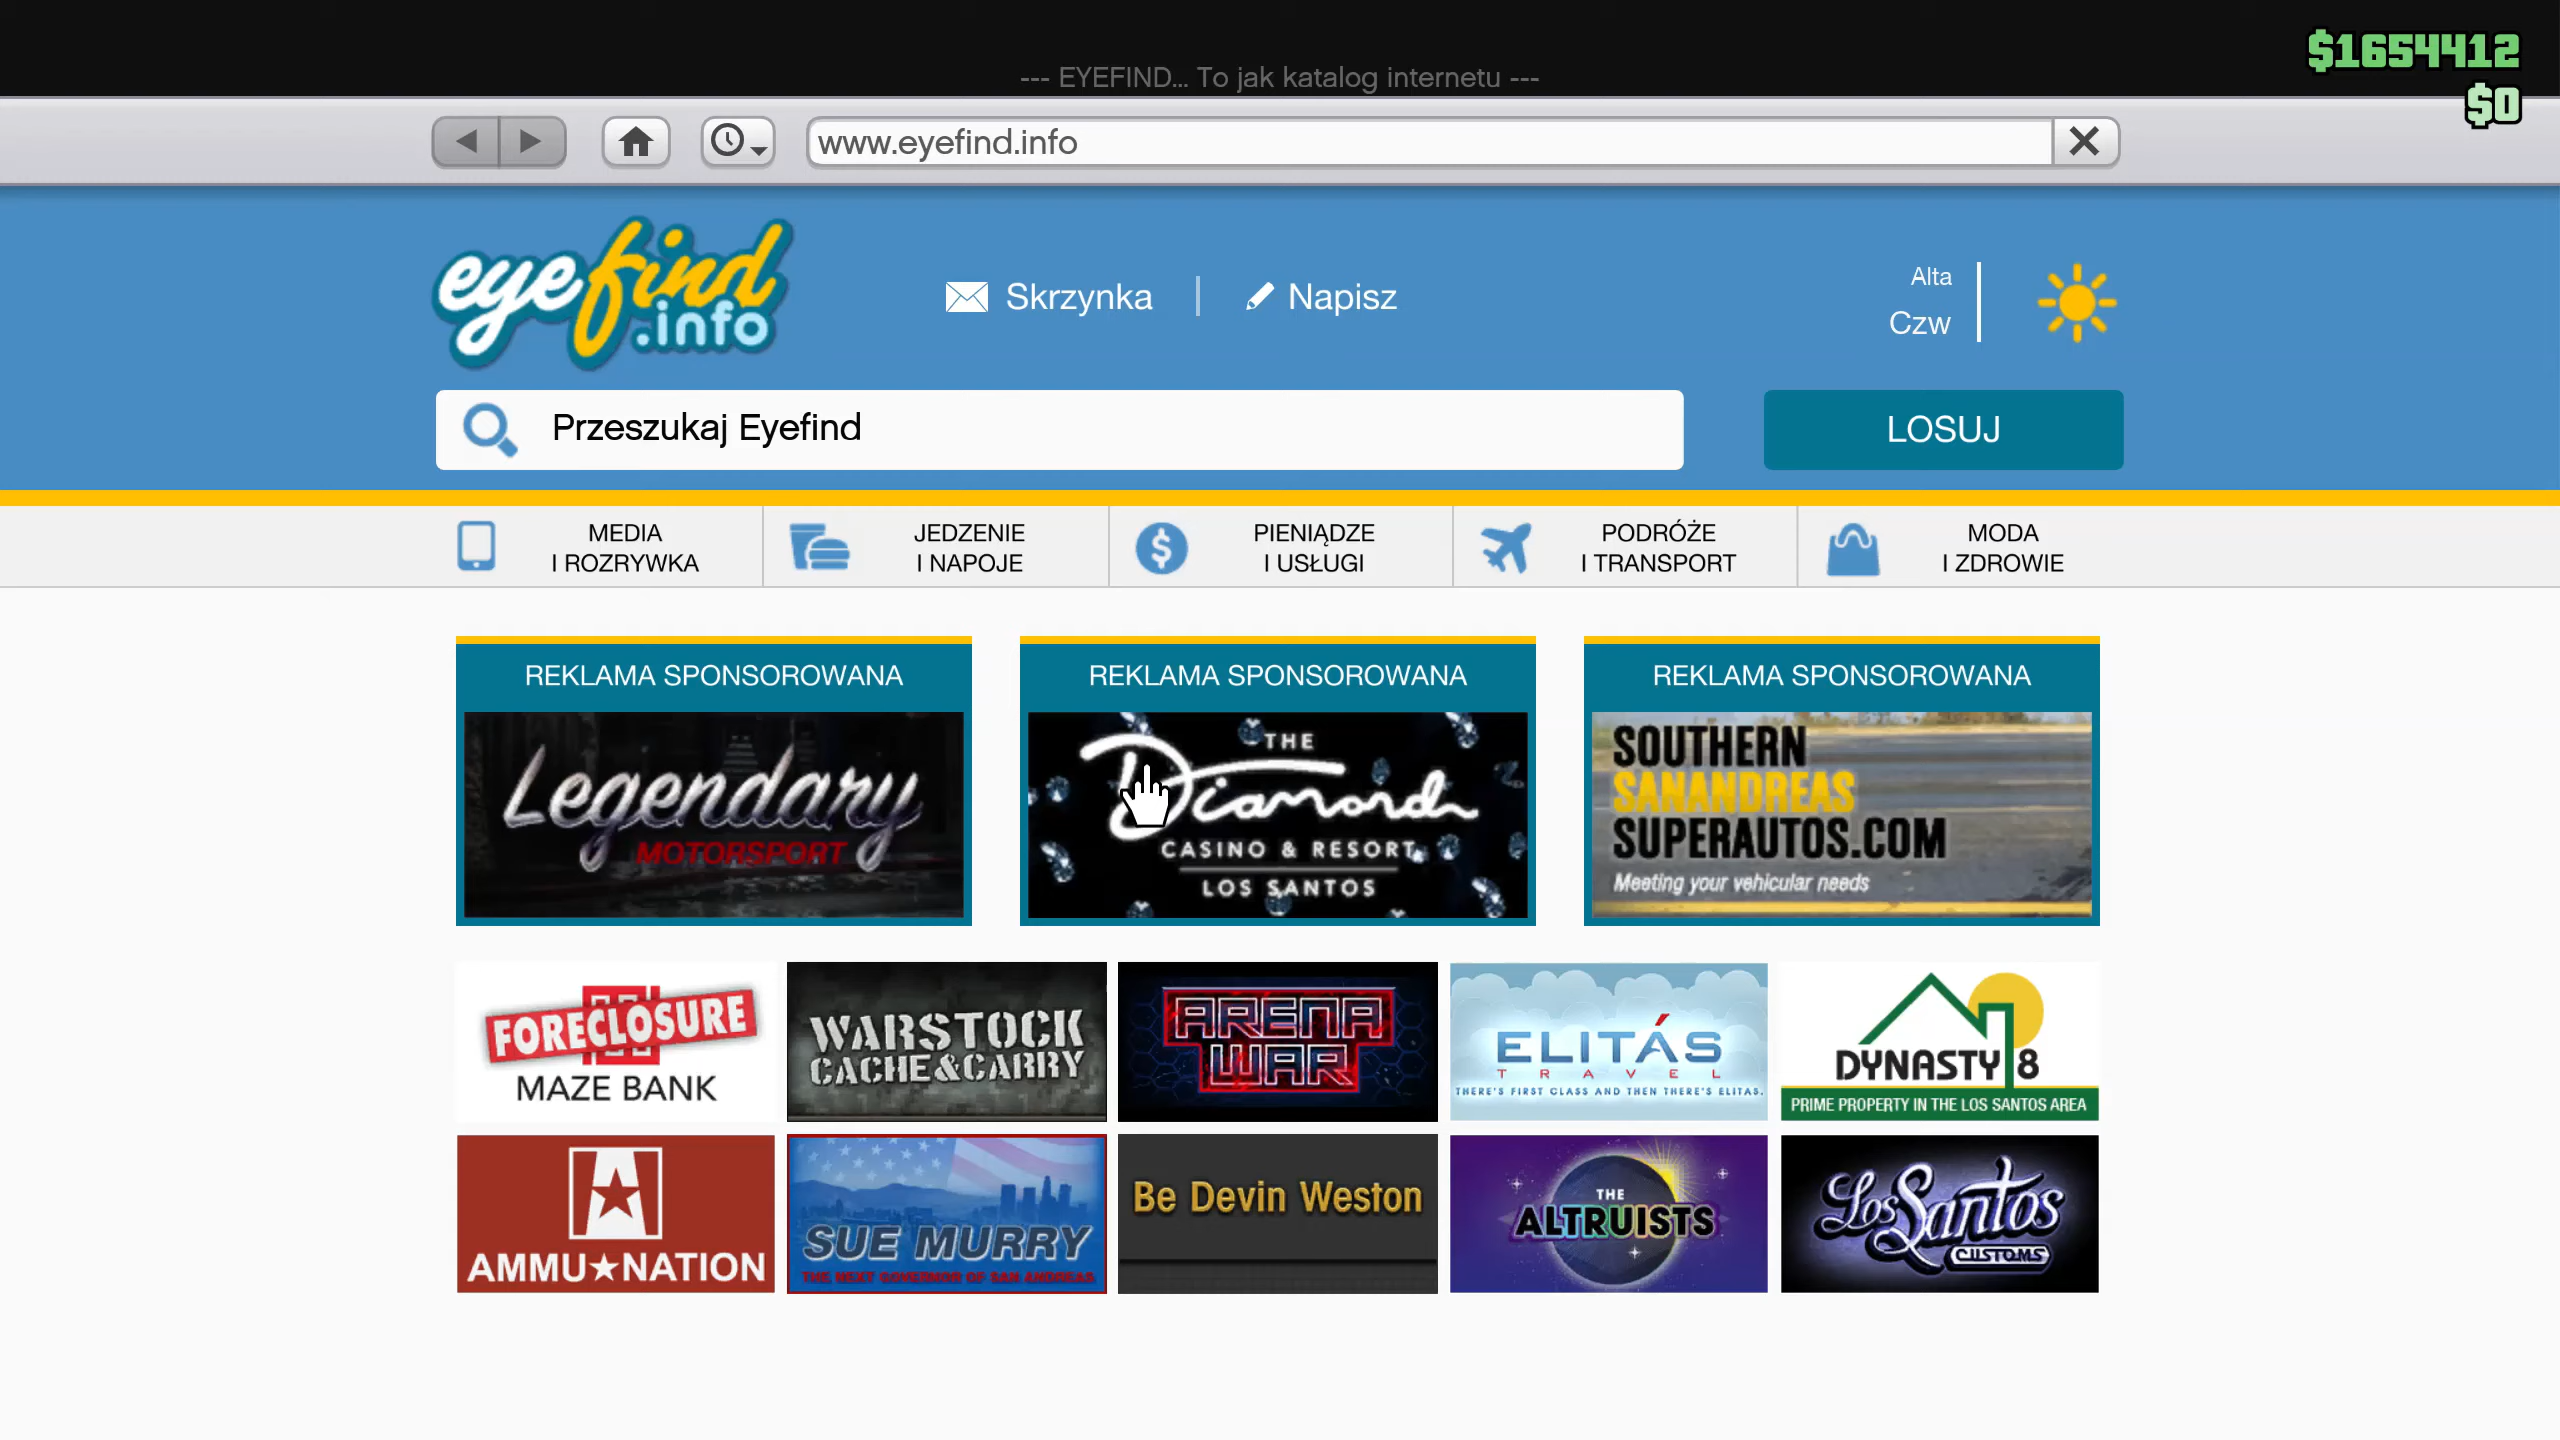 $1654412
--- EYEFIND... To jak katalog internetu ---
$0
www.eyefind.info
eyefind
.info
Skrzynka
Napisz
Alta
Czw
Przeszukaj Eyefind
LOSUJ
MEDIA
I ROZRYWKA
JEDZENIE
I NAPOJE
PIENIĄDZE
I USŁUGI
PODRÓŻE
I TRANSPORT
MODA
I ZDROWIE
REKLAMA SPONSOROWANA
Legendary
MOTORSPORT
REKLAMA SPONSOROWANA
THE
Diamond
CASINO & RESORT
LOS SANTOS
REKLAMA SPONSOROWANA
SOUTHERN
SANANDREAS
SUPERAUTOS.COM
Meeting your vehicular needs
FORECLOSURE
MAZE BANK
WARSTOCK
CACHE&CARRY
ARENA
WAR
ELITÁS
TRAVEL
THERE'S FIRST CLASS AND THEN THERE'S ELITAS.
DYNASTY 8
PRIME PROPERTY IN THE LOS SANTOS AREA
AMMU★NATION
SUE MURRY
THE NEXT GOVERNOR OF SAN ANDREAS
Be Devin Weston
THE
ALTRUISTS
Los Santos
CUSTOMS